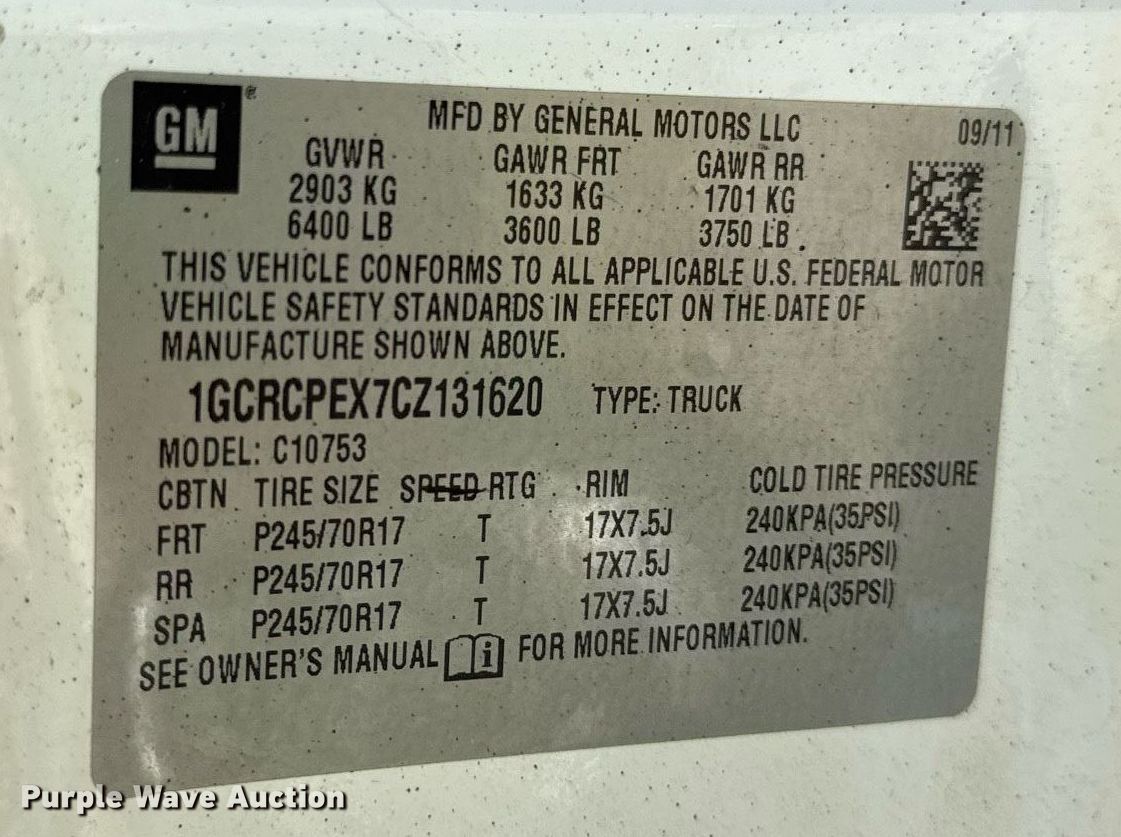 GM®
MFD BY GENERAL MOTORS LLC 09/11
GVWR GAWR FRT GAWR RR
2903 KG 1633 KG 1701 KG
6400 LB 3600 LB 3750 LB
THIS VEHICLE CONFORMS TO ALL APPLICABLE U.S. FEDERAL MOTOR
VEHICLE SAFETY STANDARDS IN EFFECT ON THE DATE OF
MANUFACTURE SHOWN ABOVE.
1GCRCPEX7CZ131620 TYPE: TRUCK
MODEL: C10753
CBTN TIRE SIZE SPEED RTG RIM COLD TIRE PRESSURE
FRT P245/70R17 T 17X7.5J 240KPA(35PSI)
RR P245/70R17 T 17X7.5J 240KPA(35PSI)
SPA P245/70R17 T 17X7.5J 240KPA(35PSI)
SEE OWNER'S MANUAL i FOR MORE INFORMATION.
Purple Wave Auction